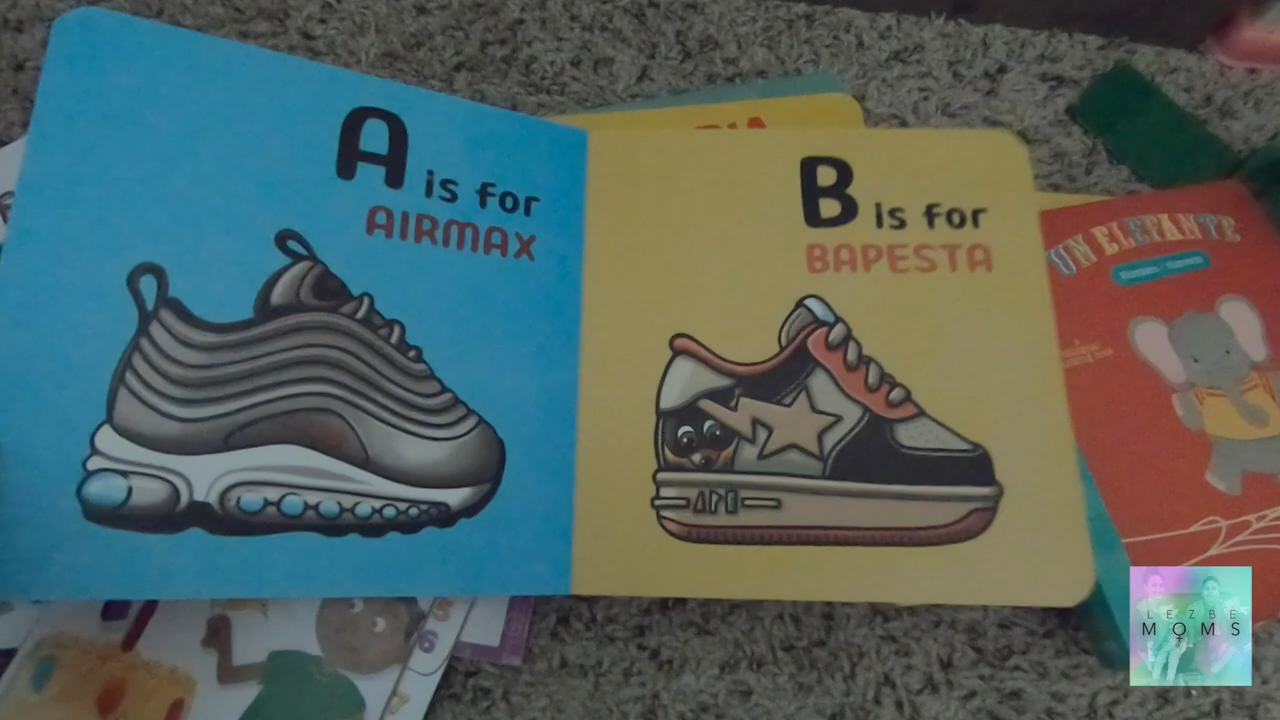 A is for
AIRMAX
B is for
BAPESTA
APE
UN ELEFANTE
LEZBE
MOMS